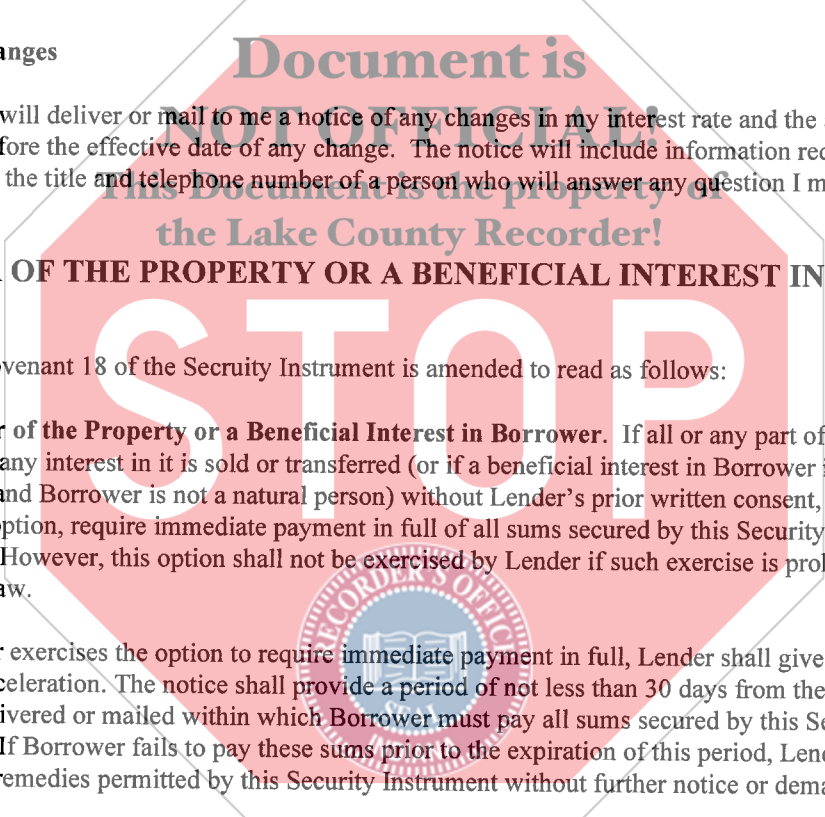 anges
Document is
will deliver or mail to me a notice of any changes in my interest rate and the
NOT OFFICIAL!
fore the effective date of any change. The notice will include information req
the title and telephone number of a person who will answer any question I m
This Document is the property of
the Lake County Recorder!
OF THE PROPERTY OR A BENEFICIAL INTEREST IN
STOP
venant 18 of the Secruity Instrument is amended to read as follows:
r of the Property or a Beneficial Interest in Borrower. If all or any part of
any interest in it is sold or transferred (or if a beneficial interest in Borrower
and Borrower is not a natural person) without Lender's prior written consent,
ption, require immediate payment in full of all sums secured by this Security
However, this option shall not be exercised by Lender if such exercise is prol
aw.
r exercises the option to require immediate payment in full, Lender shall give
celeration. The notice shall provide a period of not less than 30 days from the
ivered or mailed within which Borrower must pay all sums secured by this Se
If Borrower fails to pay these sums prior to the expiration of this period, Lend
remedies permitted by this Security Instrument without further notice or dema
RECORDER'S OFFICE
SEAL